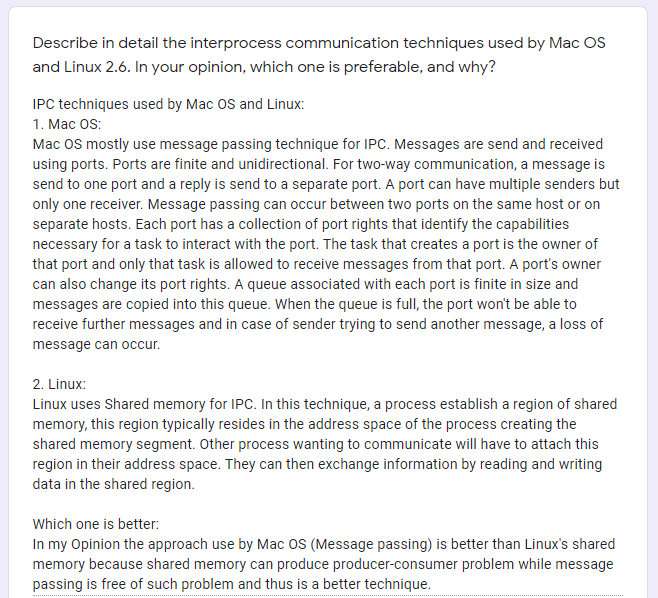 Describe in detail the interprocess communication techniques used by Mac OS
and Linux 2.6. In your opinion, which one is preferable, and why?
IPC techniques used by Mac OS and Linux:
1. Mac OS:
Mac OS mostly use message passing technique for IPC. Messages are send and received
using ports. Ports are finite and unidirectional. For two-way communication, a message is
send to one port and a reply is send to a separate port. A port can have multiple senders but
only one receiver. Message passing can occur between two ports on the same host or on
separate hosts. Each port has a collection of port rights that identify the capabilities
necessary for a task to interact with the port. The task that creates a port is the owner of
that port and only that task is allowed to receive messages from that port. A port's owner
can also change its port rights. A queue associated with each port is finite in size and
messages are copied into this queue. When the queue is full, the port won't be able to
receive further messages and in case of sender trying to send another message, a loss of
message can occur.
2. Linux:
Linux uses Shared memory for IPC. In this technique, a process establish a region of shared
memory, this region typically resides in the address space of the process creating the
shared memory segment. Other process wanting to communicate will have to attach this
region in their address space. They can then exchange information by reading and writing
data in the shared region.
Which one is better:
In my Opinion the approach use by Mac OS (Message passing) is better than Linux's shared
memory because shared memory can produce producer-consumer problem while message
passing is free of such problem and thus is a better technique.